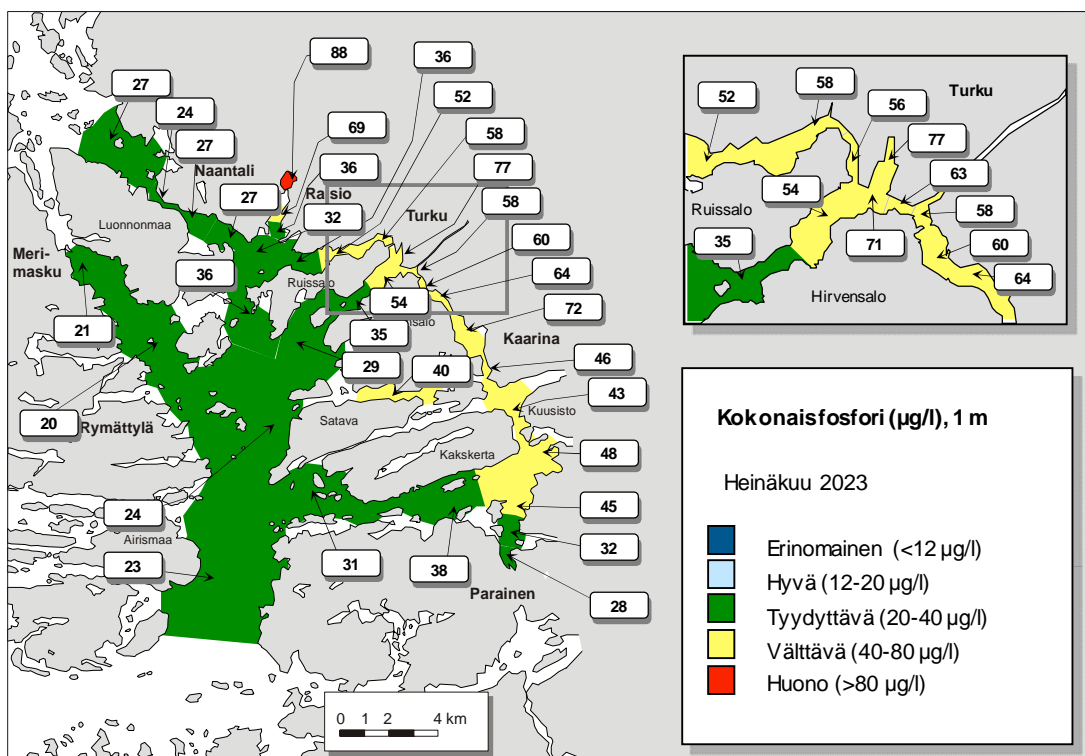 88
36
27
52
24
69
58
27
36
77
Naantali
Raisio
27
32
Turku
58
Luonnonmaa
60
Meri-
masku
36
Ruissalo
64
54
21
35
72
Kaarina
29
40
46
20
Rymättylä
Satava
43
Kuusisto
Kakskerta
48
24
45
Airismaa
32
23
31
38
Parainen
28
0 1 2 4 km
58
52
56
Turku
77
54
63
Ruissalo
58
35
71
60
64
Hirvensalo
Kokonaisfosfori (µg/l), 1 m
Heinäkuu 2023
Erinomainen (<12 µg/l)
Hyvä (12-20 µg/l)
Tyydyttävä (20-40 µg/l)
Välttävä (40-80 µg/l)
Huono (>80 µg/l)